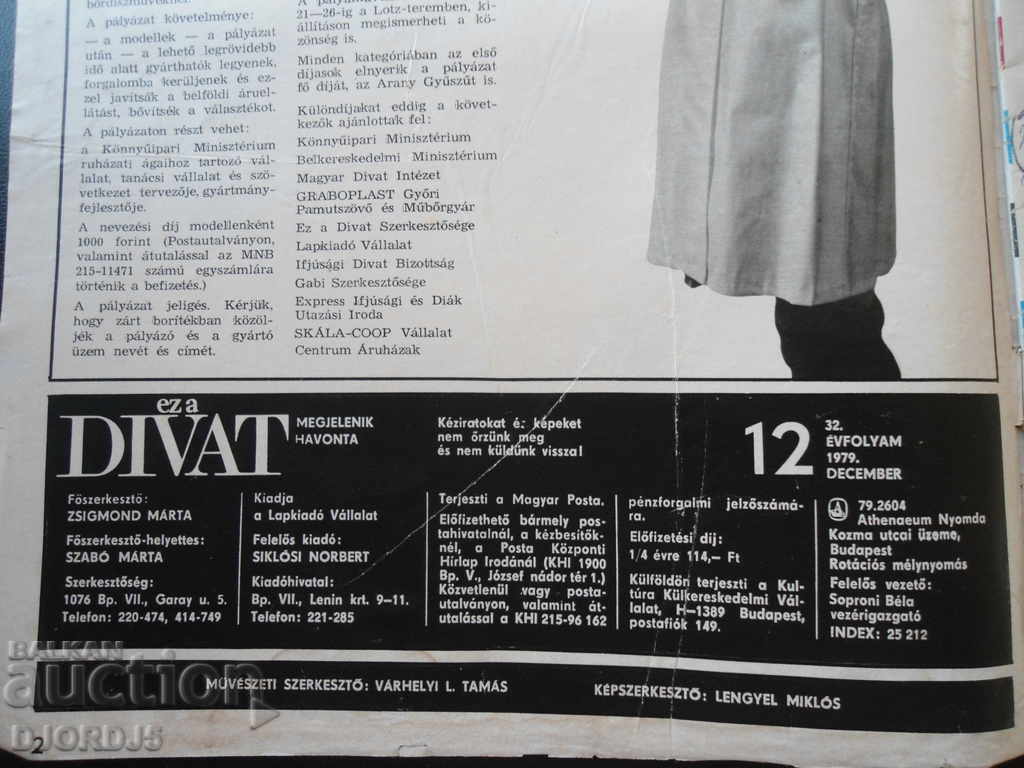 A pályázat követelménye:
— a modellek — a pályázat
után — a lehető legrövidebb
idő alatt gyárthatók legyenek,
forgalomba kerüljenek és ez-
zel javítsák a belföldi áruel-
látást, bővítsék a választékot.
A pályázaton részt vehet:
a Könnyűipari Minisztérium
ruházati ágaihoz tartozó vál-
lalat, tanácsi vállalat és szö-
vetkezet tervezője, gyártmány-
fejlesztője.
A nevezési díj modellenként
1000 forint (Postautalványon,
valamint átutalással az MNB
215-11471 számú egyszámlára
történik a befizetés.)
A pályázat jeligés. Kérjük,
hogy zárt borítékban közöl-
jék a pályázó és a gyártó
üzem nevét és címét.
21—26-ig a Lotz-teremben, ki-
állításon megismerheti a kö-
zönség is.
Minden kategóriában az első
díjasok elnyerik a pályázat
fő díját, az Arany Gyűszűt is.
Különdíjakat eddig a követ-
kezők ajánlottak fel:
Könnyűipari Minisztérium
Belkereskedelmi Minisztérium
Magyar Divat Intézet
GRABOPLAST Győri
Pamutszövő és Műbőrgyár
Ez a Divat Szerkesztősége
Lapkiadó Vállalat
Ifjúsági Divat Bizottság
Gabi Szerkesztősége
Express Ifjúsági és Diák
Utazási Iroda
SKÁLA-COOP Vállalat
Centrum Áruházak
ez a
DIVAT
MEGJELENIK
HAVONTA
Kéziratokat é. képeket
nem őrzünk meg
és nem küldünk vissza!
12
32.
ÉVFOLYAM
1979.
DECEMBER
Főszerkesztő:
ZSIGMOND MÁRTA
Főszerkesztő-helyettes:
SZABÓ MÁRTA
Szerkesztőség:
1076 Bp. VII., Garay u. 5.
Telefon: 220-474, 414-749
Kiadja
a Lapkiadó Vállalat
Felelős kiadó:
SIKLÓSI NORBERT
Kiadóhivatal:
Bp. VII., Lenin krt. 9-11.
Telefon: 221-285
Terjeszti a Magyar Posta.
Előfizethető bármely pos-
tahivatalnál, a kézbesítők-
nél, a Posta Központi
Hírlap Irodánál (KHI 1900
Bp. V., József nádor tér 1.)
Közvetlenül vagy posta-
utalványon, valamint át-
utalással a KHI 215-96 162
pénzforgalmi jelzőszámá-
ra.
Előfizetési díj:
1/4 évre 114,— Ft
Külföldön terjeszti a Kul-
túra Külkereskedelmi Vál-
lalat, H-1389 Budapest,
postafiók 149.
79.2604
Athenaeum Nyomda
Kozma utcai üzeme,
Budapest
Rotációs mélynyomás
Felelős vezető:
Soproni Béla
vezérigazgató
INDEX: 25 212
MŰVÉSZETI SZERKESZTŐ: VÁRHELYI L. TAMÁS
KÉPSZERKESZTŐ: LENGYEL MIKLÓS
2
BALKAN
auction
DJORDJ5